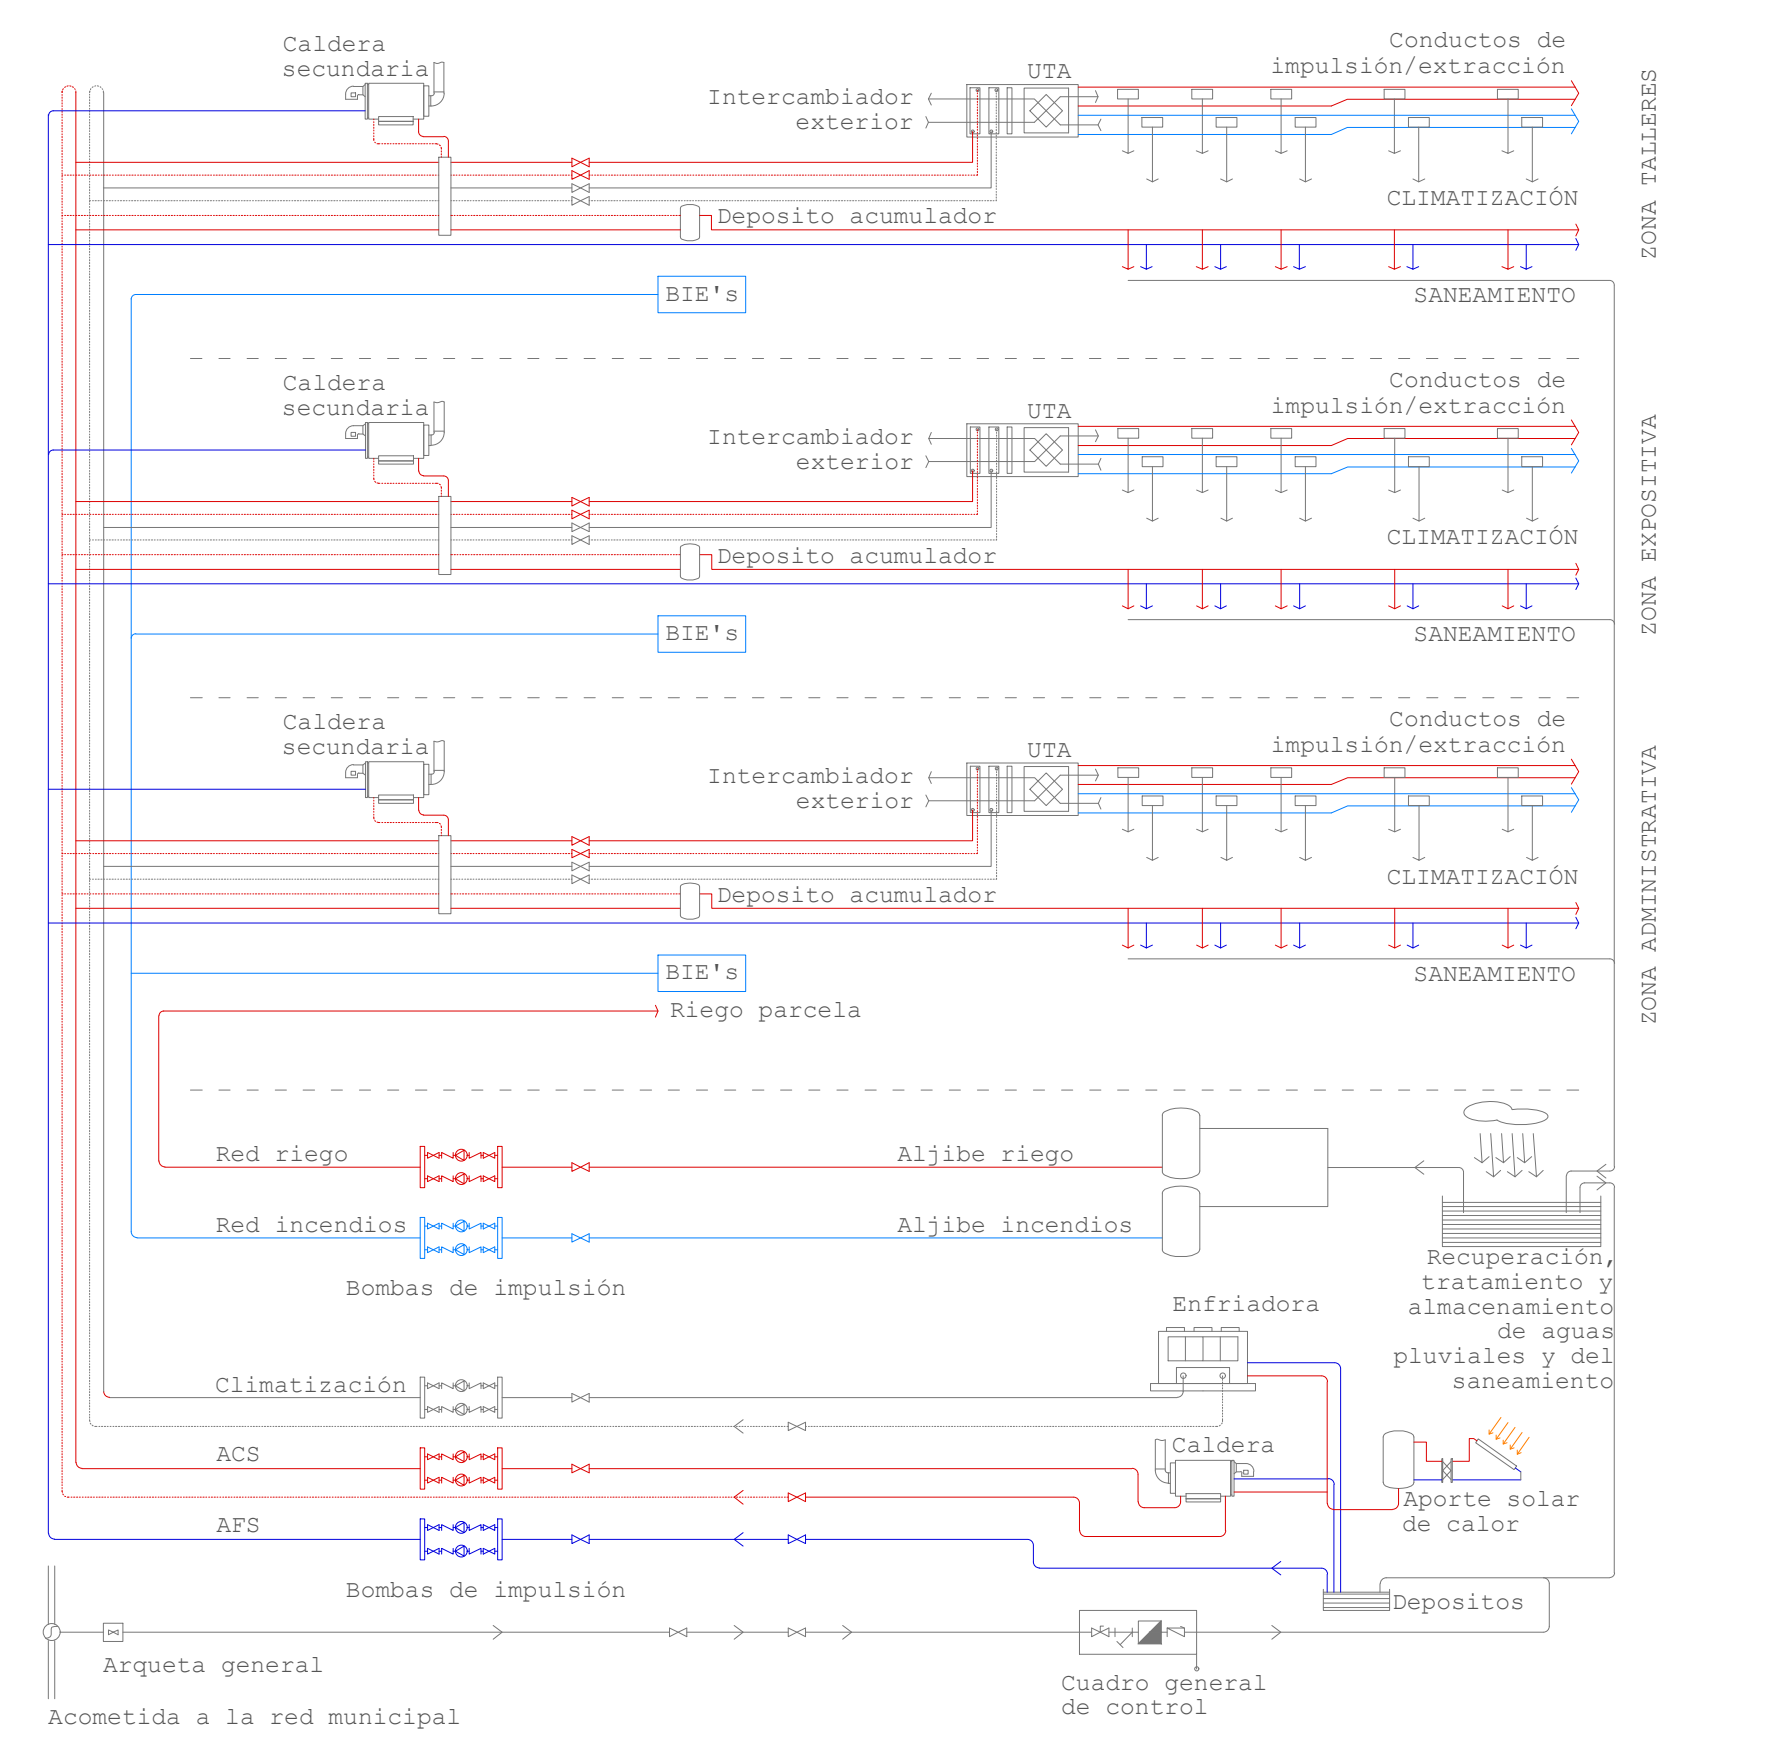 Caldera
secundaria
UTA
Conductos de
impulsión/extracción
Intercambiador
exterior
CLIMATIZACIÓN
Deposito acumulador
BIE's
SANEAMIENTO
ZONA TALLERES
Caldera
secundaria
UTA
Conductos de
impulsión/extracción
Intercambiador
exterior
CLIMATIZACIÓN
Deposito acumulador
BIE's
SANEAMIENTO
ZONA EXPOSITIVA
Caldera
secundaria
UTA
Conductos de
impulsión/extracción
Intercambiador
exterior
CLIMATIZACIÓN
Deposito acumulador
BIE's
SANEAMIENTO
ZONA ADMINISTRATIVA
Riego parcela
Red riego
Aljibe riego
Red incendios
Aljibe incendios
Bombas de impulsión
Recuperación,
tratamiento y
almacenamiento
de aguas
pluviales y del
saneamiento
Enfriadora
Climatización
ACS
Caldera
Aporte solar
de calor
AFS
Bombas de impulsión
Depositos
Arqueta general
Cuadro general
de control
Acometida a la red municipal